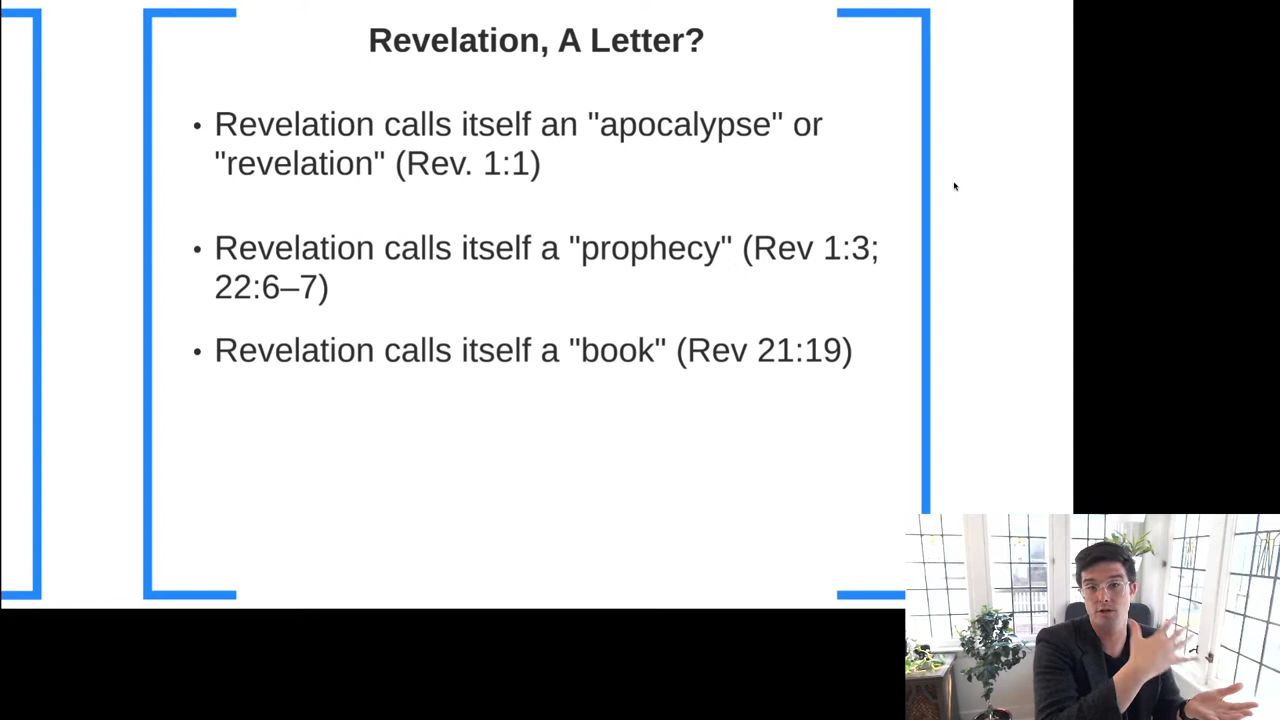 Revelation, A Letter?
• Revelation calls itself an "apocalypse" or
"revelation" (Rev. 1:1)
• Revelation calls itself a "prophecy" (Rev 1:3;
22:6–7)
• Revelation calls itself a "book" (Rev 21:19)